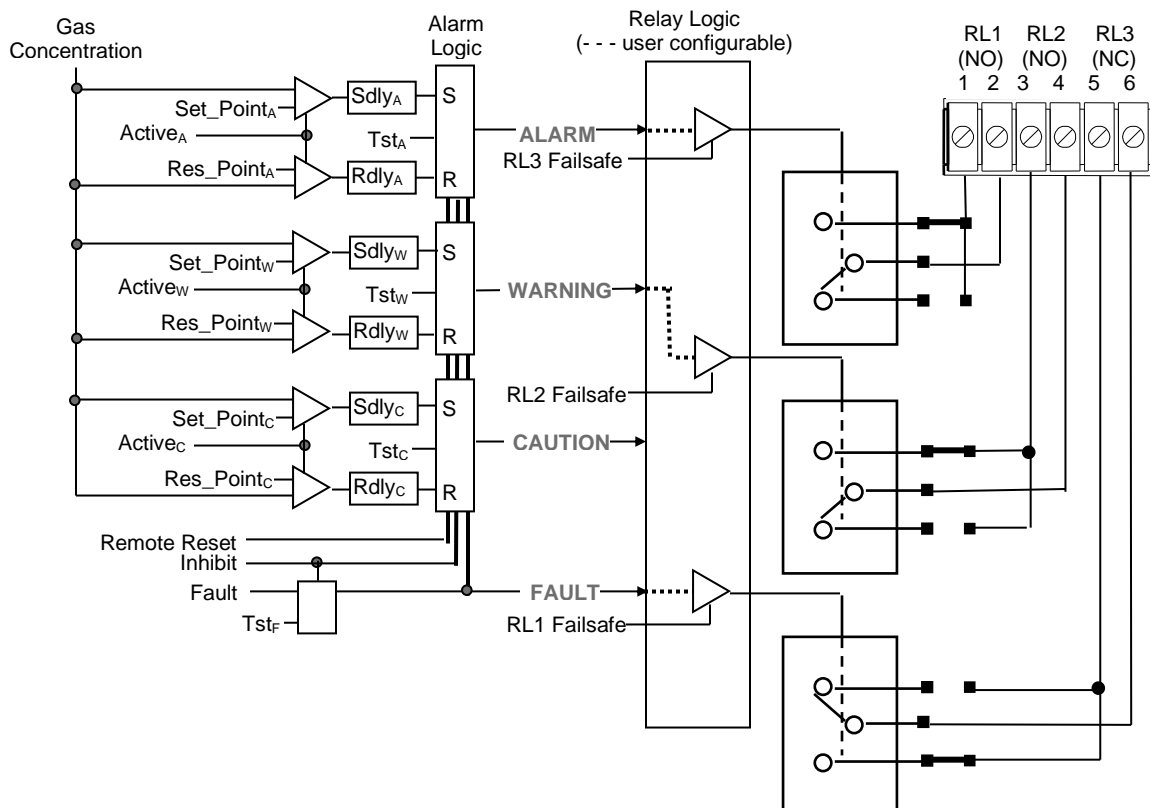 Gas
Concentration
Alarm
Logic
Relay Logic
(- - - user configurable)
RL1 RL2 RL3
(NO) (NO) (NC)
1 2 3 4 5 6
Set_PointA
SdlyA
S
ActiveA
TstA
ALARM
Res_PointA
RdlyA
R
RL3 Failsafe
Set_PointW
SdlyW
S
ActiveW
TstW
WARNING
Res_PointW
RdlyW
R
RL2 Failsafe
Set_PointC
SdlyC
S
ActiveC
TstC
CAUTION
Res_PointC
RdlyC
R
Remote Reset
Inhibit
Fault
FAULT
TstF
RL1 Failsafe